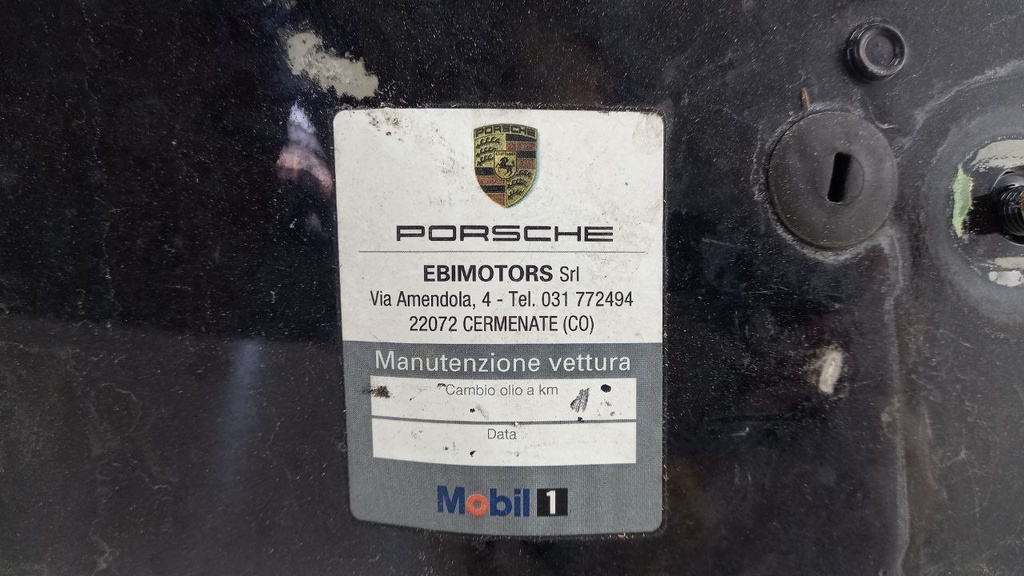 PORSCHE
PORSCHE
EBIMOTORS Srl
Via Amendola, 4 - Tel. 031 772494
22072 CERMENATE (CO)
Manutenzione vettura
Cambio olio a km
Data
Mobil 1